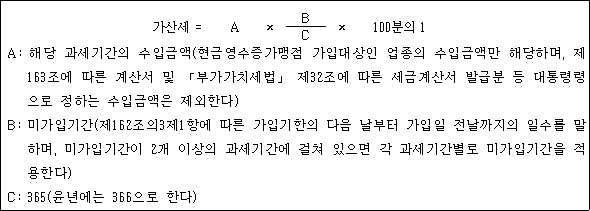 가산세 = A × B/C × 100분의 1
A: 해당 과세기간의 수입금액(현금영수증가맹점 가입대상인 업종의 수입금액만 해당하며, 제
163조에 따른 계산서 및 「부가가치세법」 제32조에 따른 세금계산서 발급분 등 대통령령
으로 정하는 수입금액은 제외한다)
B: 미가입기간(제162조의3제1항에 따른 가입기한의 다음 날부터 가입일 전날까지의 일수를 말
하며, 미가입기간이 2개 이상의 과세기간에 걸쳐 있으면 각 과세기간별로 미가입기간을 적
용한다)
C: 365(윤년에는 366으로 한다)